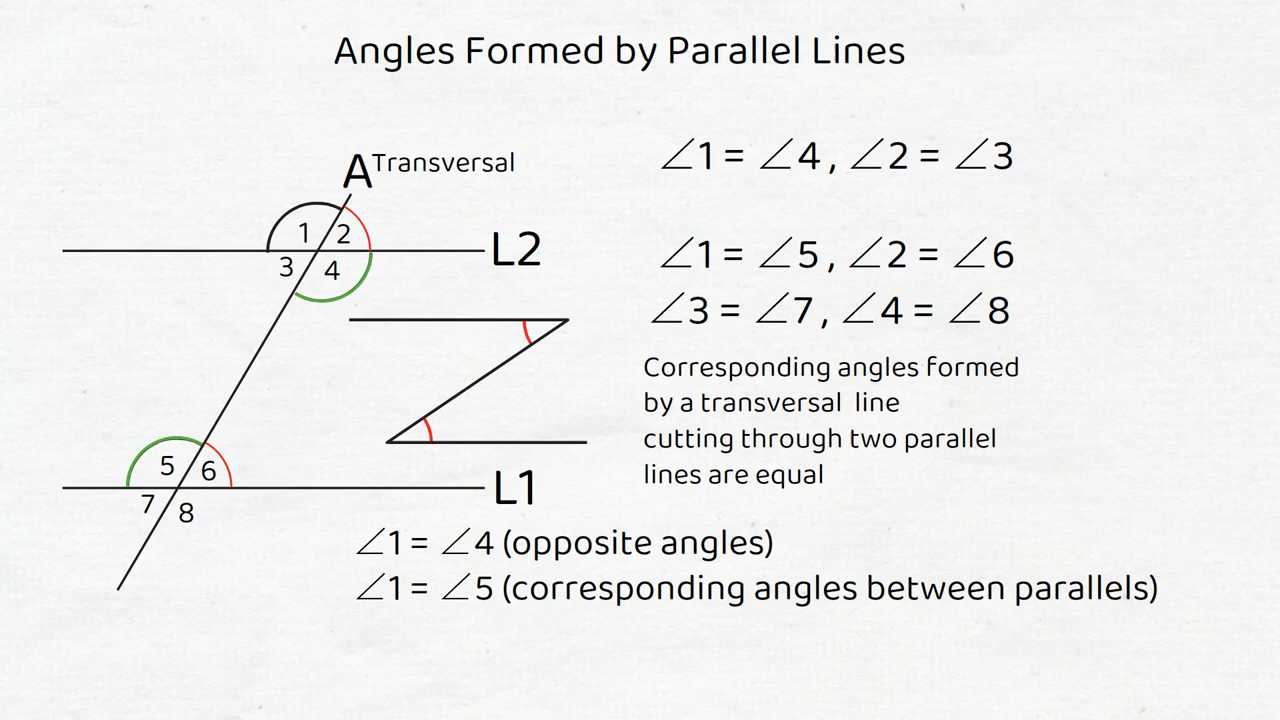 Angles Formed by Parallel Lines
A Transversal
1 2
L2
3 4
5 6
L1
7 8
∠1 = ∠4 , ∠2 = ∠3
∠1 = ∠5 , ∠2 = ∠6
∠3 = ∠7 , ∠4 = ∠8
Corresponding angles formed
by a transversal line
cutting through two parallel
lines are equal
∠1 = ∠4 (opposite angles)
∠1 = ∠5 (corresponding angles between parallels)